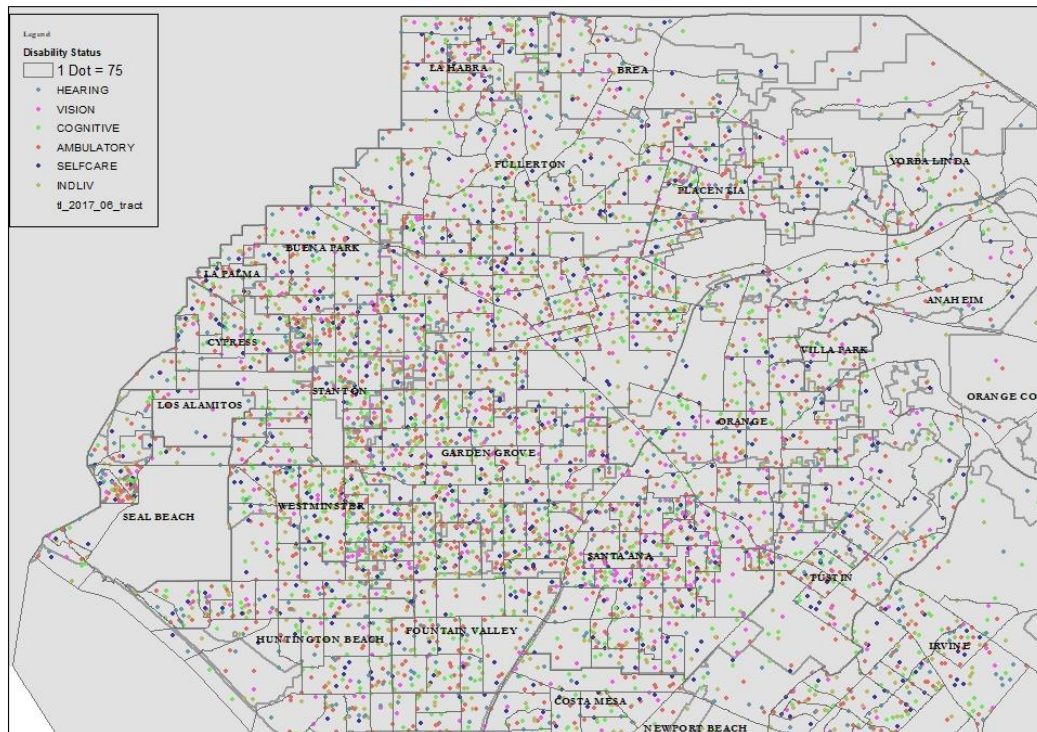 Legend
Disability Status
1 Dot = 75
HEARING
VISION
COGNITIVE
AMBULATORY
SELFCARE
INDLIV
tl_2017_06_tract
LA HABRA
BREA
FULLERTON
YORBA LINDA
PLACENTIA
BUENA PARK
LA PALMA
ANAHEIM
CYPRESS
VILLA PARK
STANTON
LOS ALAMITOS
ORANGE CO
ORANGE
GARDEN GROVE
WESTMINSTER
SEAL BEACH
SANTA ANA
TUSTIN
FOUNTAIN VALLEY
HUNTINGTON BEACH
IRVINE
COSTA MESA
NEWPORT BEACH